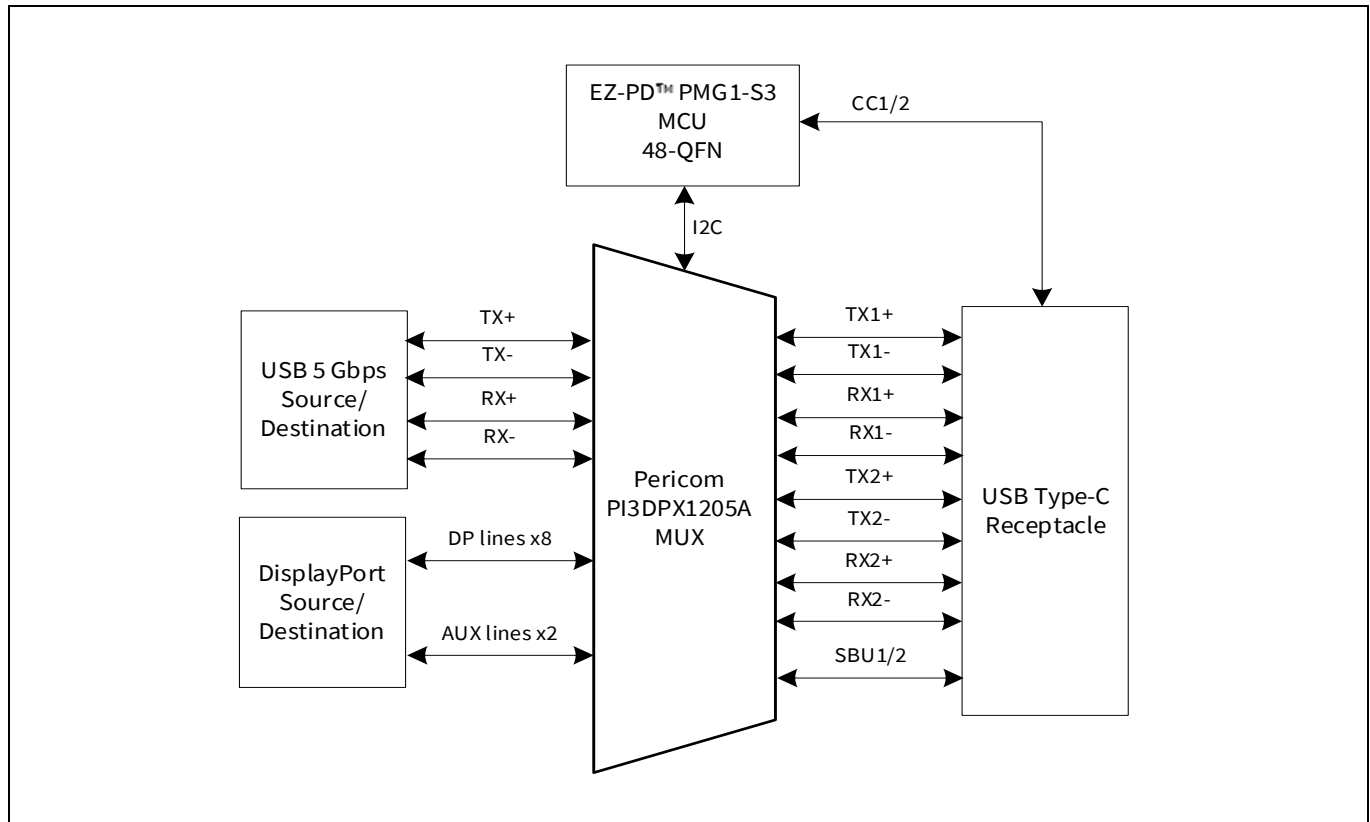 EZ-PD™ PMG1-S3
MCU
48-QFN
CC1/2
I2C
USB 5 Gbps
Source/
Destination
TX+
TX-
RX+
RX-
DisplayPort
Source/
Destination
DP lines x8
AUX lines x2
Pericom
PI3DPX1205A
MUX
TX1+
TX1-
RX1+
RX1-
TX2+
TX2-
RX2+
RX2-
SBU1/2
USB Type-C
Receptacle